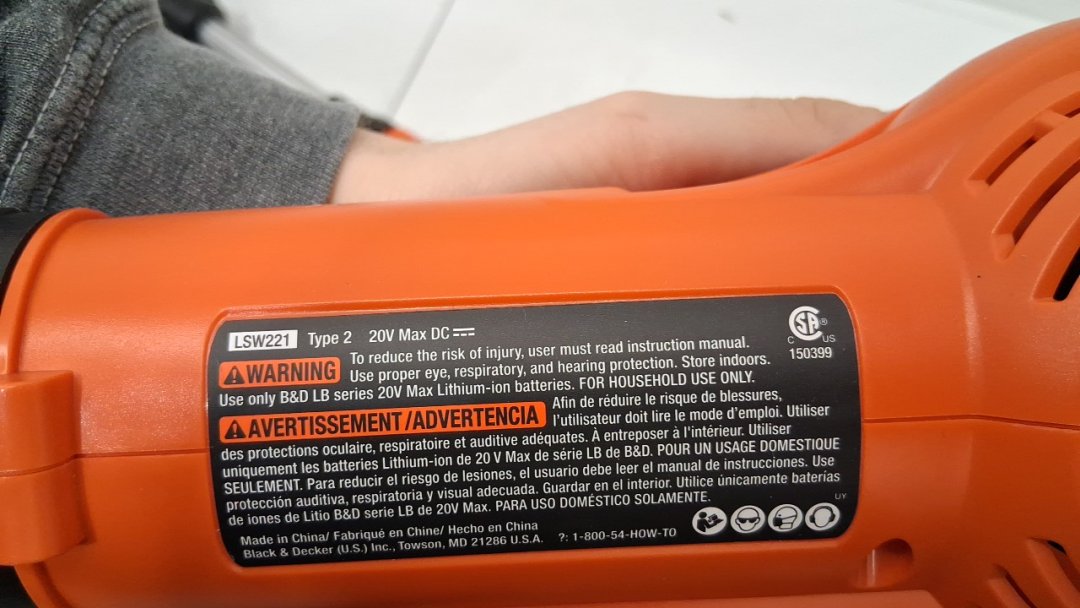 LSW221 Type 2 20V Max DC
WARNING To reduce the risk of injury, user must read instruction manual.
Use proper eye, respiratory, and hearing protection. Store indoors.
Use only B&D LB series 20V Max Lithium-ion batteries. FOR HOUSEHOLD USE ONLY.
AVERTISSEMENT/ADVERTENCIA Afin de réduire le risque de blessures,
l'utilisateur doit lire le mode d'emploi. Utiliser
des protections oculaire, respiratoire et auditive adéquates. À entreposer à l'intérieur. Utiliser
uniquement les batteries Lithium-ion de 20 V Max de série LB de B&D. POUR UN USAGE DOMESTIQUE
SEULEMENT. Para reducir el riesgo de lesiones, el usuario debe leer el manual de instrucciones. Use
protección auditiva, respiratoria y visual adecuada. Guardar en el interior. Utilice únicamente baterías
de iones de Litio B&D serie LB de 20V Max. PARA USO DOMÉSTICO SOLAMENTE.
Made in China/ Fabriqué en Chine/ Hecho en China
Black & Decker (U.S.) Inc., Towson, MD 21286 U.S.A. ?: 1-800-54-HOW-TO
SA ®
C US
150399
UY